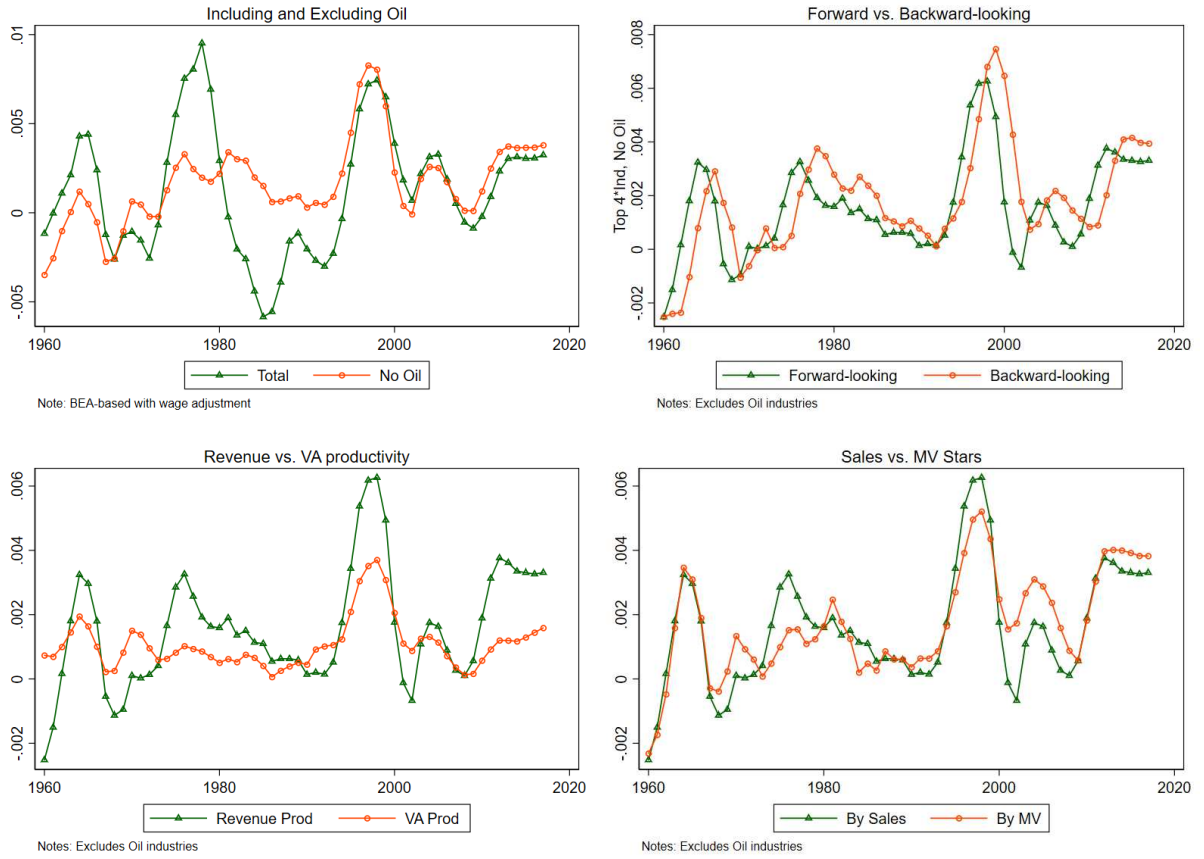 Including and Excluding Oil
.01
.005
0
-.005
1960
1980
2000
2020
Total
No Oil
Note: BEA-based with wage adjustment
Forward vs. Backward-looking
Top 4*Ind, No Oil
.008
.006
.004
.002
0
-.002
1960
1980
2000
2020
Forward-looking
Backward-looking
Notes: Excludes Oil industries
Revenue vs. VA productivity
.006
.004
.002
0
-.002
1960
1980
2000
2020
Revenue Prod
VA Prod
Notes: Excludes Oil industries
Sales vs. MV Stars
.006
.004
.002
0
-.002
1960
1980
2000
2020
By Sales
By MV
Notes: Excludes Oil industries